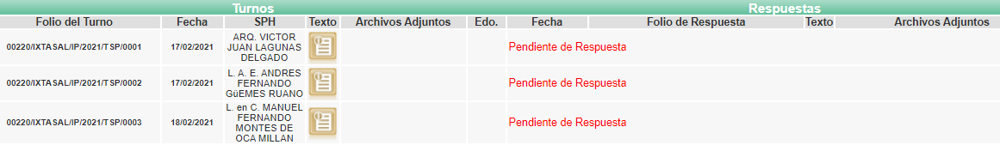 Turnos Respuestas
Folio del Turno Fecha SPH Texto Archivos Adjuntos Edo. Fecha Folio de Respuesta Texto Archivos Adjuntos
00220/IXTASAL/IP/2021/TSP/0001 17/02/2021 ARQ. VICTOR
JUAN LAGUNAS
DELGADO
Pendiente de Respuesta
00220/IXTASAL/IP/2021/TSP/0002 17/02/2021 L. A. E. ANDRES
FERNANDO
GüEMES RUANO
Pendiente de Respuesta
00220/IXTASAL/IP/2021/TSP/0003 18/02/2021 L. en C. MANUEL
FERNANDO
MONTES DE
OCA MILLAN
Pendiente de Respuesta